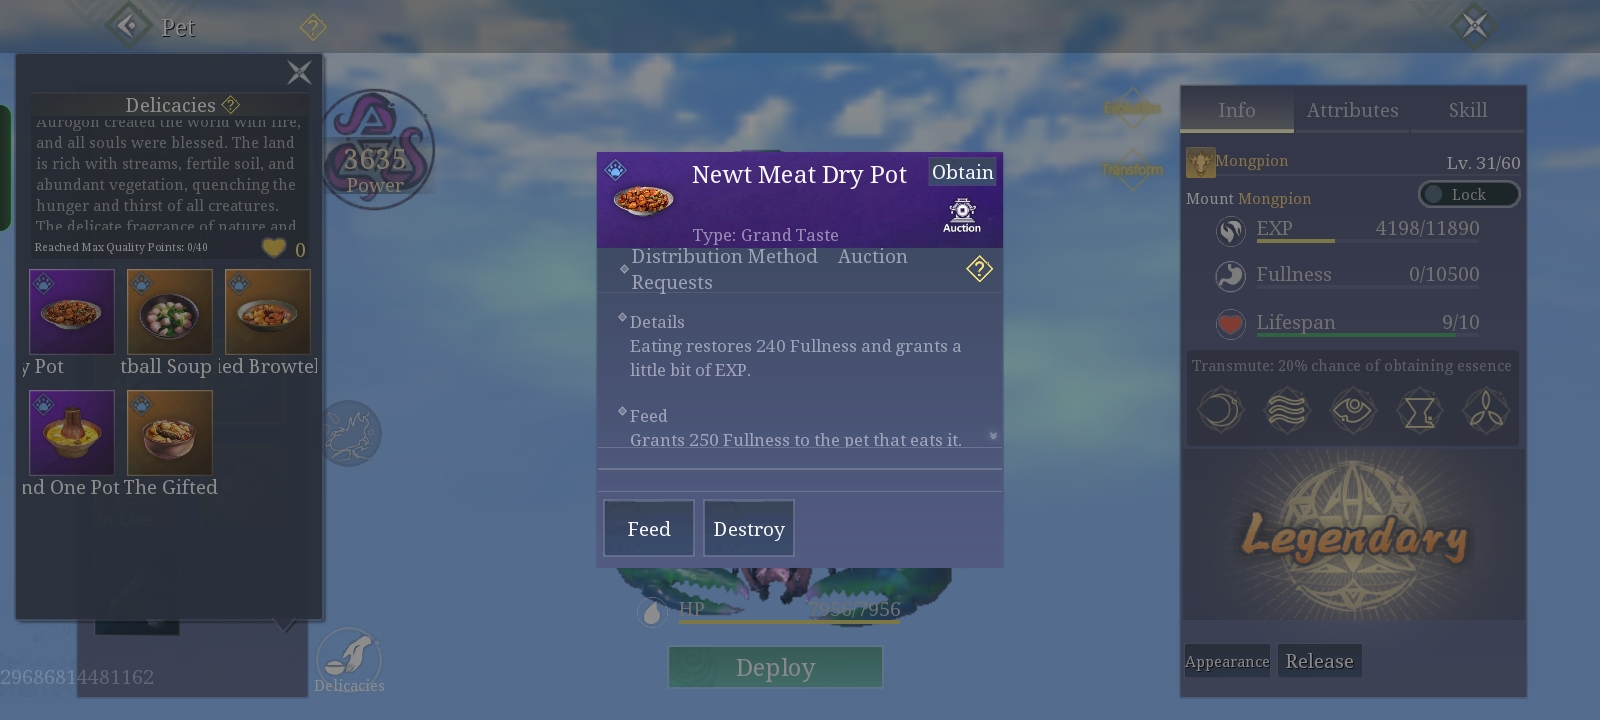 Pet
Delicacies
Aurogon created the world with fire,
and all souls were blessed. The land
is rich with streams, fertile soil, and
abundant vegetation, quenching the
hunger and thirst of all creatures.
The delicate fragrance of nature and
Reached Max Quality Points: 0/40
0
y Pot
tball Soup
ied Browtel
nd One Pot
The Gifted
29686814481162
3635
Power
Delicacies
Newt Meat Dry Pot
Obtain
Auction
Type: Grand Taste
Distribution Method Auction
Requests
Details
Eating restores 240 Fullness and grants a
little bit of EXP.
Feed
Grants 250 Fullness to the pet that eats it.
Feed
Destroy
HP 7956/7956
Deploy
Evolution
Transform
Info
Attributes
Skill
Mongpion
Lv. 31/60
Mount Mongpion
Lock
EXP 4198/11890
Fullness 0/10500
Lifespan 9/10
Transmute: 20% chance of obtaining essence
Legendary
Appearance
Release